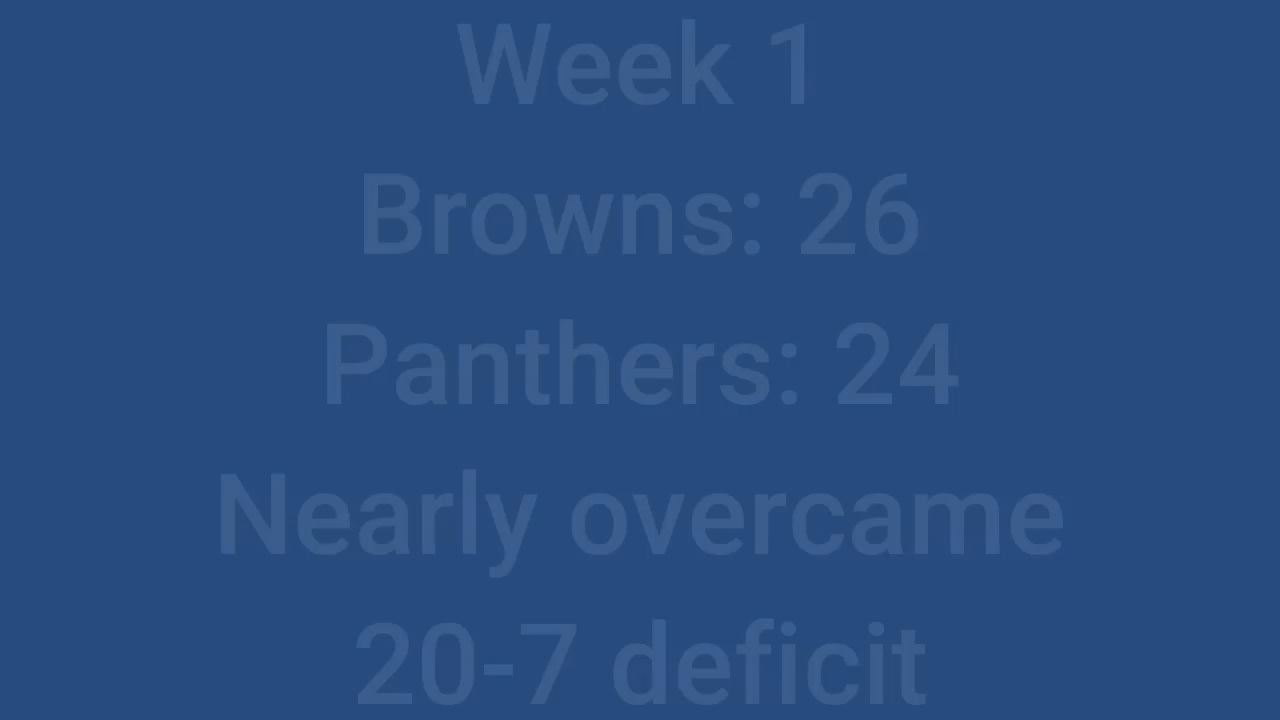 Week 1
Browns: 26
Panthers: 24
Nearly overcame
20-7 deficit